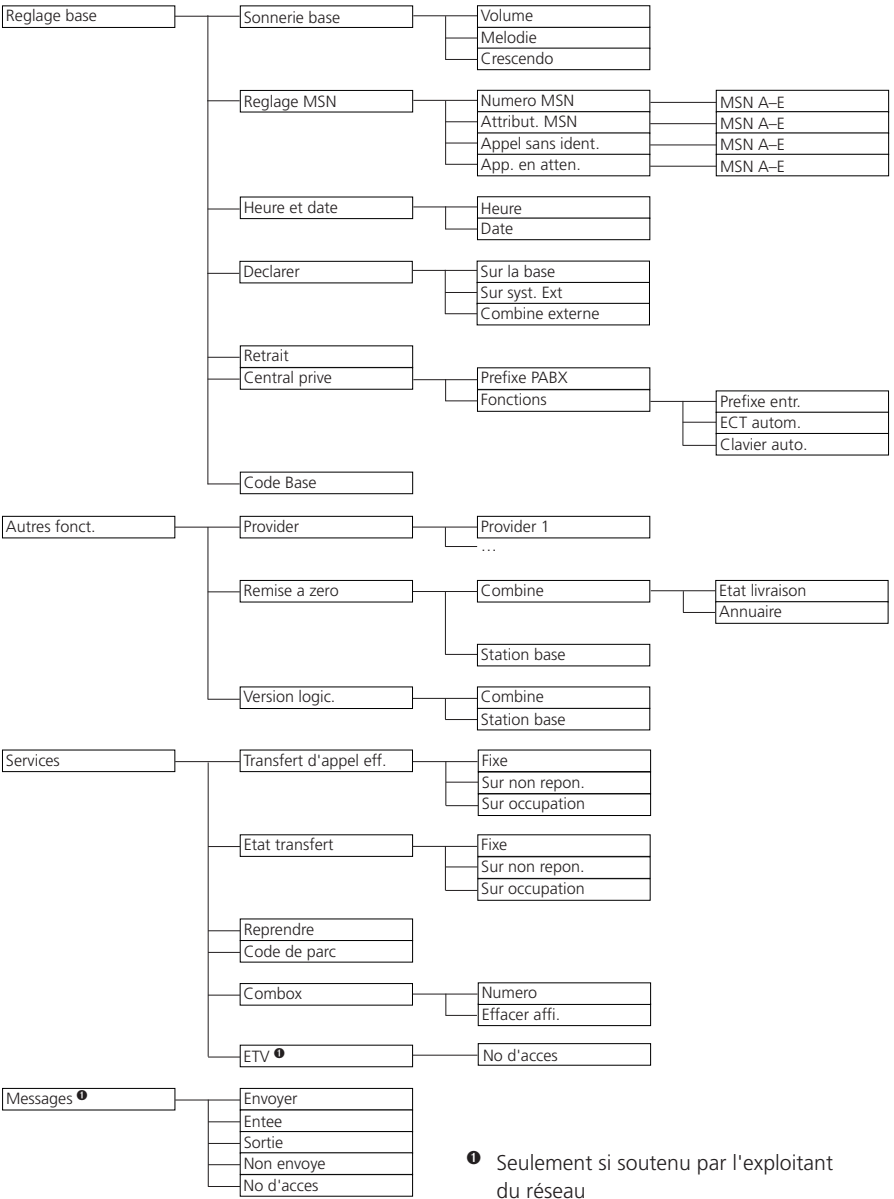 Reglage base
Sonnerie base
Volume
Melodie
Crescendo
Reglage MSN
Numero MSN
MSN A–E
Attribut. MSN
MSN A–E
Appel sans ident.
MSN A–E
App. en atten.
MSN A–E
Heure et date
Heure
Date
Declarer
Sur la base
Sur syst. Ext
Combine externe
Retrait
Central prive
Prefixe PABX
Fonctions
Prefixe entr.
ECT autom.
Clavier auto.
Code Base
Autres fonct.
Provider
Provider 1
…
Remise a zero
Combine
Etat livraison
Annuaire
Station base
Version logic.
Combine
Station base
Services
Transfert d'appel eff.
Fixe
Sur non repon.
Sur occupation
Etat transfert
Fixe
Sur non repon.
Sur occupation
Reprendre
Code de parc
Combox
Numero
Effacer affi.
ETV ❶
No d'acces
Messages ❶
Envoyer
Entee
Sortie
Non envoye
No d'acces
❶ Seulement si soutenu par l'exploitant
du réseau